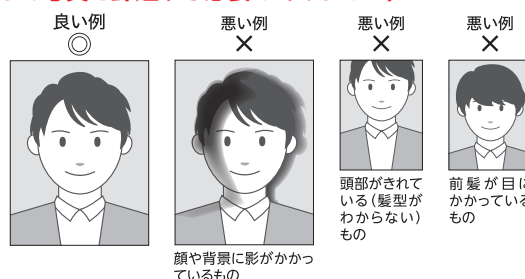 良い例
◎
悪い例
×
顔や背景に影がかかっ
ているもの
悪い例
×
頭部がきれて
いる(髪型が
わからない)
もの
悪い例
×
前髪が目に
かかっている
もの